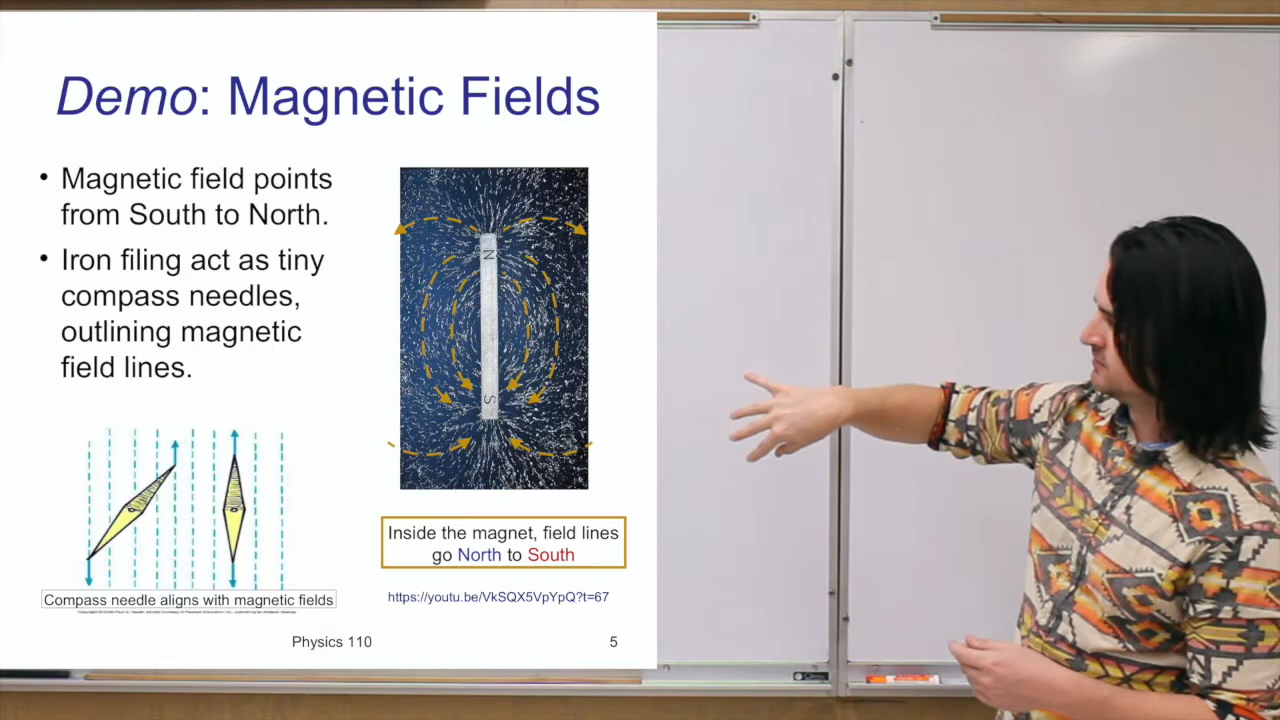 Demo: Magnetic Fields
• Magnetic field points
from South to North.
• Iron filing act as tiny
compass needles,
outlining magnetic
field lines.
N
S
Inside the magnet, field lines
go North to South
Compass needle aligns with magnetic fields
https://youtu.be/VkSQX5VpYpQ?t=67
Physics 110
5